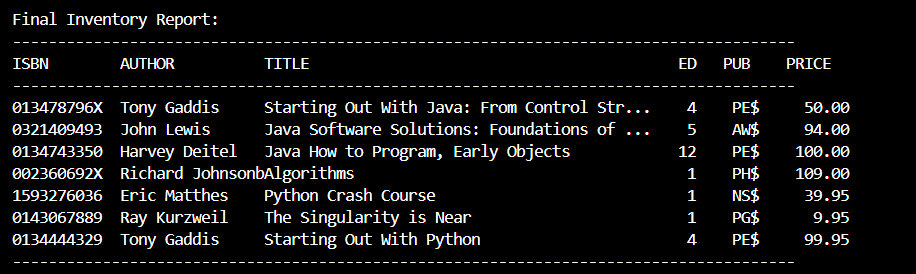 Final Inventory Report:
---------------------------------------------------------------------------------------
ISBN        AUTHOR          TITLE                                         ED   PUB    PRICE
---------------------------------------------------------------------------------------
013478796X  Tony Gaddis     Starting Out With Java: From Control Str...    4    PE$     50.00
0321409493  John Lewis      Java Software Solutions: Foundations of ...    5    AW$     94.00
0134743350  Harvey Deitel   Java How to Program, Early Objects            12    PE$    100.00
002360692X  Richard JohnsonbAlgorithms                                     1    PH$    109.00
1593276036  Eric Matthes    Python Crash Course                            1    NS$     39.95
0143067889  Ray Kurzweil    The Singularity is Near                        1    PG$      9.95
0134444329  Tony Gaddis     Starting Out With Python                       4    PE$     99.95
---------------------------------------------------------------------------------------